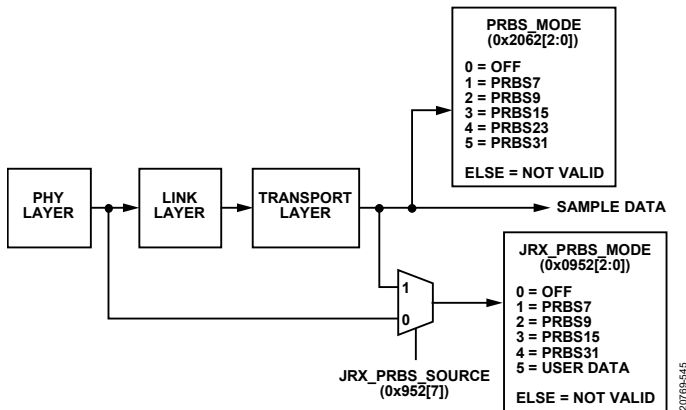 PRBS_MODE
(0x2062[2:0])
0 = OFF
1 = PRBS7
2 = PRBS9
3 = PRBS15
4 = PRBS23
5 = PRBS31
ELSE = NOT VALID
PHY
LAYER
LINK
LAYER
TRANSPORT
LAYER
SAMPLE DATA
1
0
JRX_PRBS_SOURCE
(0x952[7])
JRX_PRBS_MODE
(0x0952[2:0])
0 = OFF
1 = PRBS7
2 = PRBS9
3 = PRBS15
4 = PRBS31
5 = USER DATA
ELSE = NOT VALID
20769-545